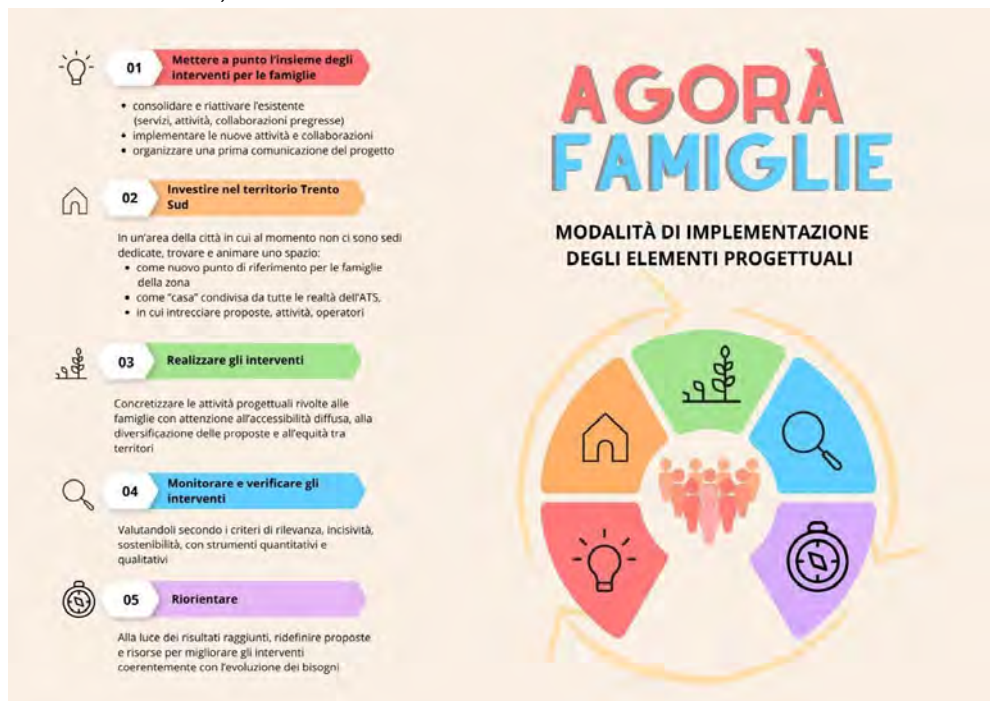 01
Mettere a punto l'insieme degli
interventi per le famiglie
• consolidare e riattivare l'esistente
(servizi, attività, collaborazioni pregresse)
• implementare le nuove attività e collaborazioni
• organizzare una prima comunicazione del progetto
02
Investire nel territorio Trento
Sud
In un'area della città in cui al momento non ci sono sedi
dedicate, trovare e animare uno spazio:
• come nuovo punto di riferimento per le famiglie
della zona
• come "casa" condivisa da tutte le realtà dell'ATS,
• in cui intrecciare proposte, attività, operatori
03
Realizzare gli interventi
Concretizzare le attività progettuali rivolte alle
famiglie con attenzione all'accessibilità diffusa, alla
diversificazione delle proposte e all'equità tra
territori
04
Monitorare e verificare gli
interventi
Valutandoli secondo i criteri di rilevanza, incisività,
sostenibilità, con strumenti quantitativi e
qualitativi
05
Riorientare
Alla luce dei risultati raggiunti, ridefinire proposte
e risorse per migliorare gli interventi
coerentemente con l'evoluzione dei bisogni
AGORÀ
FAMIGLIE
MODALITÀ DI IMPLEMENTAZIONE
DEGLI ELEMENTI PROGETTUALI